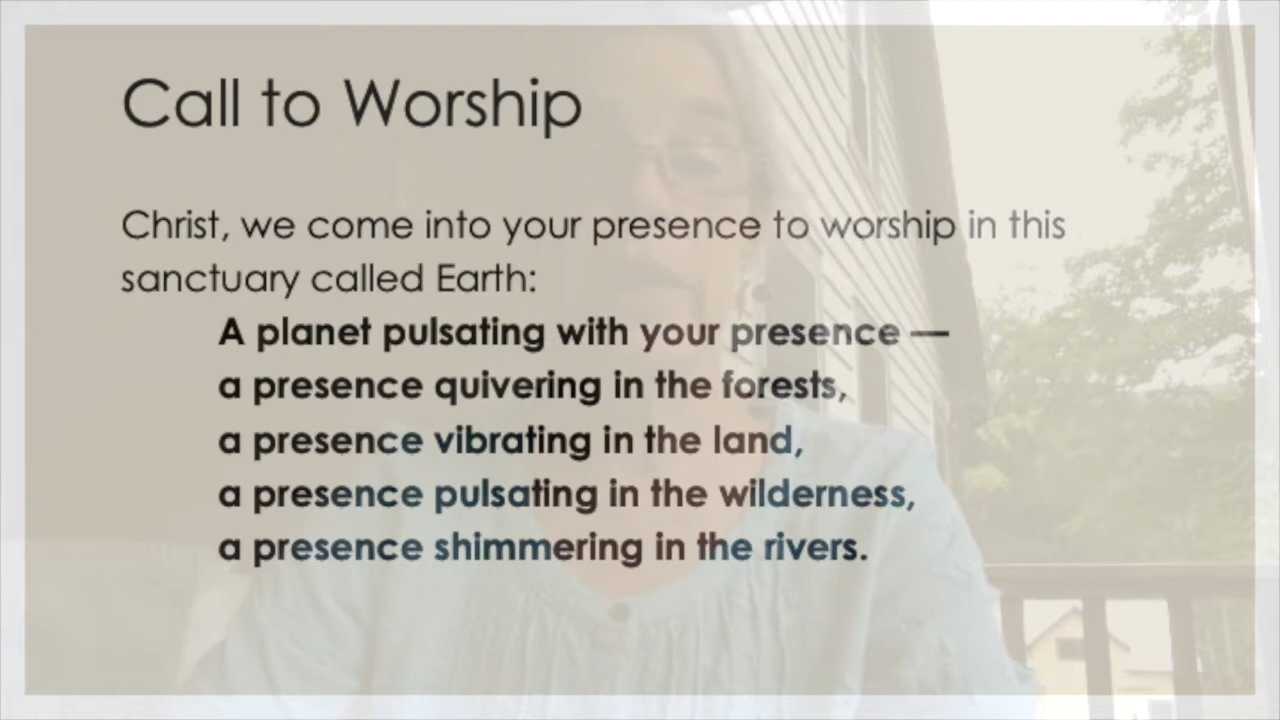 Call to Worship
Christ, we come into your presence to worship in this
sanctuary called Earth:
A planet pulsating with your presence —
a presence quivering in the forests,
a presence vibrating in the land,
a presence pulsating in the wilderness,
a presence shimmering in the rivers.